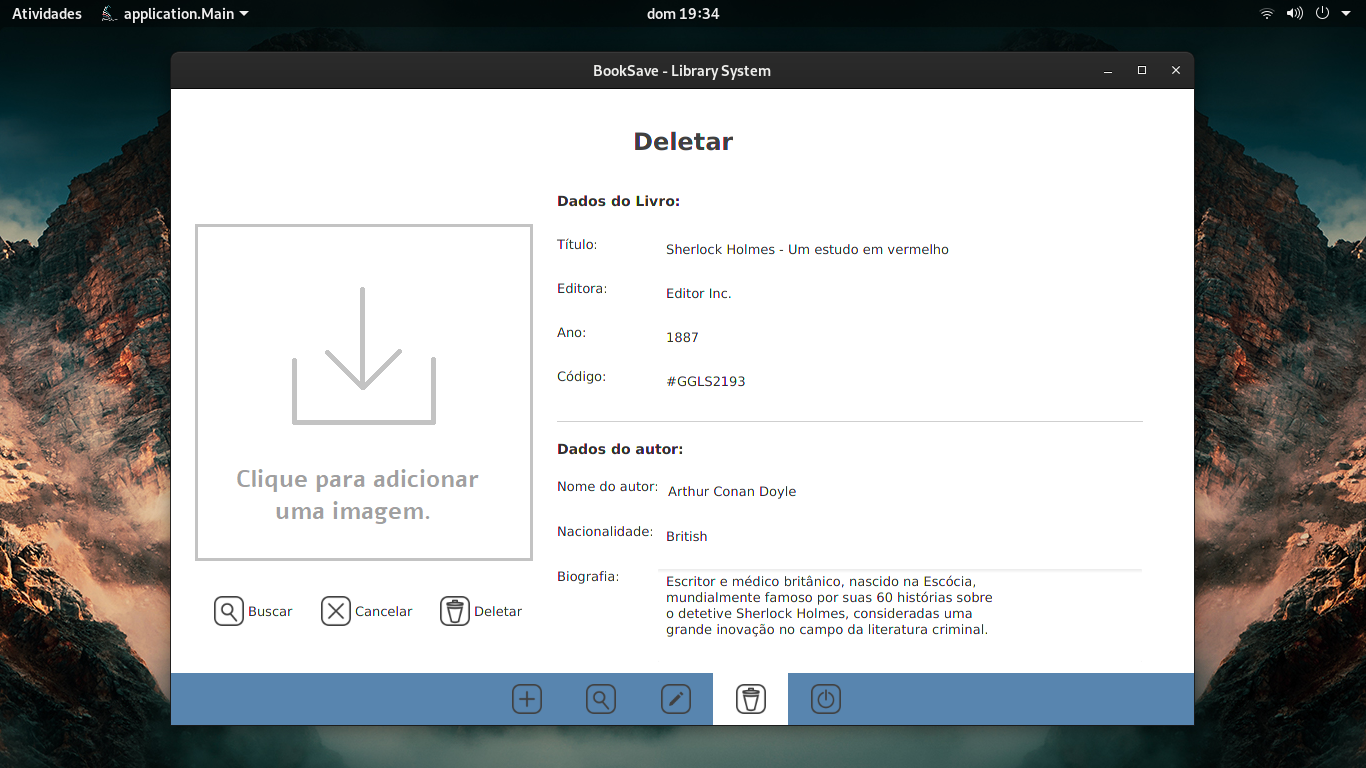 Atividades application.Main dom 19:34
BookSave - Library System
Deletar
Clique para adicionar
uma imagem.
Buscar Cancelar Deletar
Dados do Livro:
Título: Sherlock Holmes - Um estudo em vermelho
Editora: Editor Inc.
Ano: 1887
Código: #GGLS2193
Dados do autor:
Nome do autor: Arthur Conan Doyle
Nacionalidade: British
Biografia: Escritor e médico britânico, nascido na Escócia,
mundialmente famoso por suas 60 histórias sobre
o detetive Sherlock Holmes, consideradas uma
grande inovação no campo da literatura criminal.